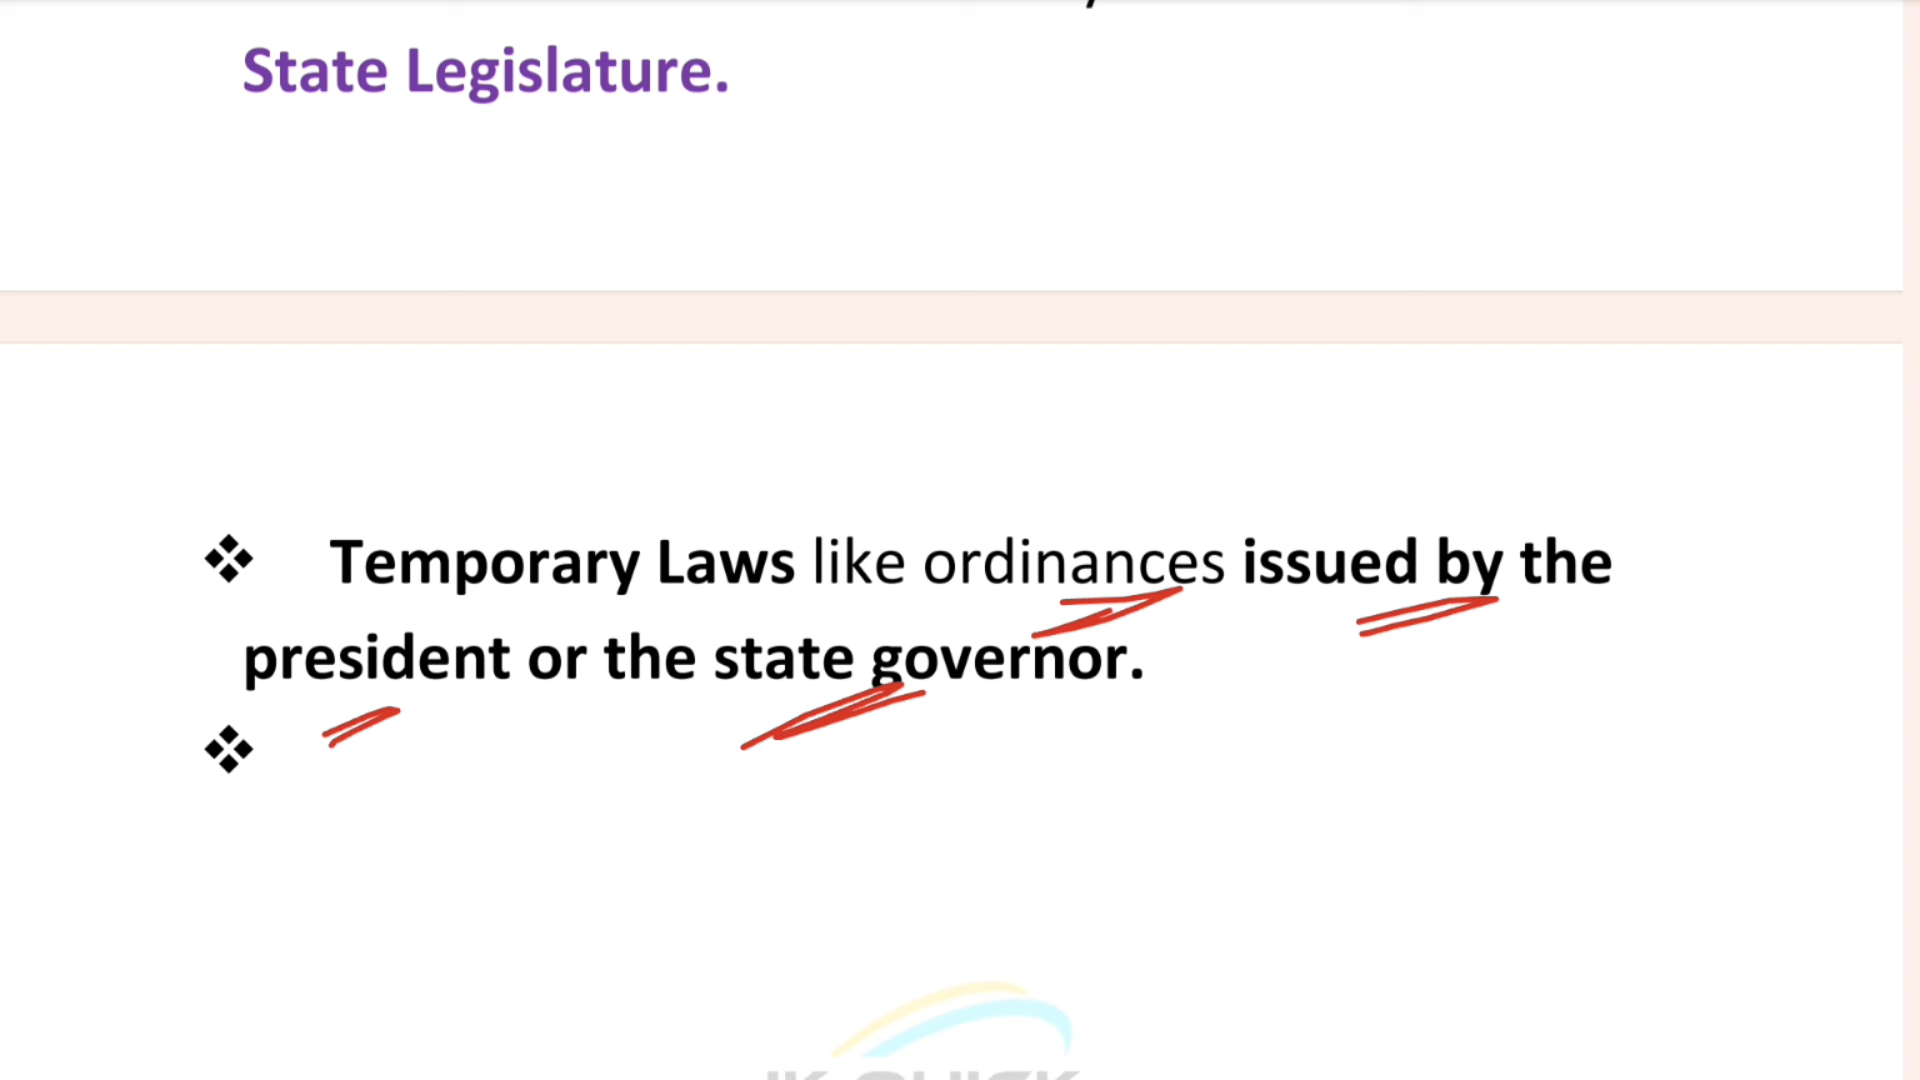 State Legislature.
❖ Temporary Laws like ordinances issued by the
president or the state governor.
❖